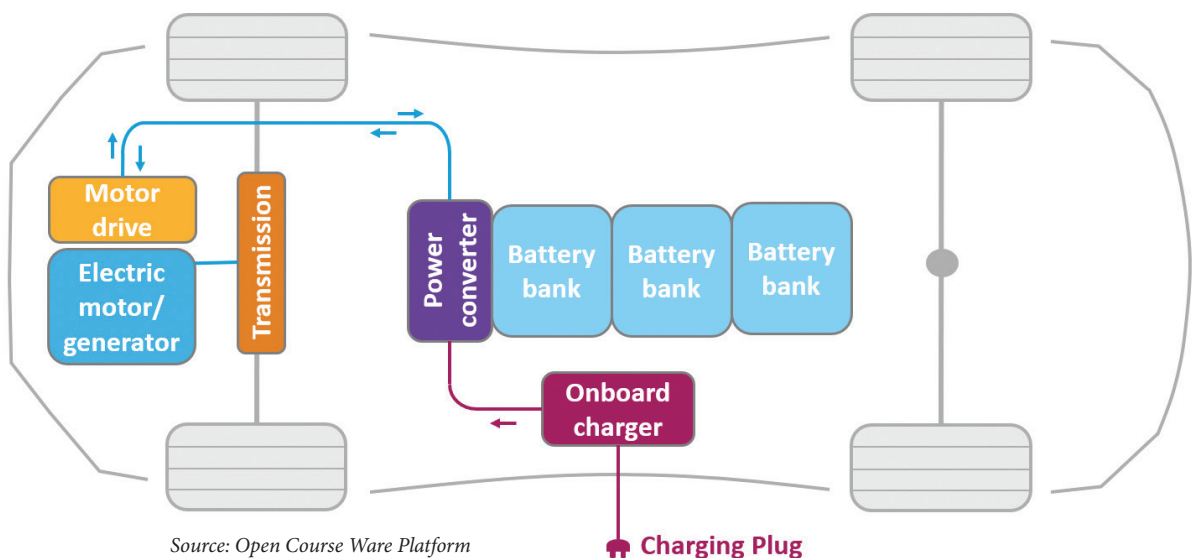 Motor
drive
Electric
motor/
generator
Transmission
Power
converter
Battery
bank
Battery
bank
Battery
bank
Onboard
charger
Source: Open Course Ware Platform
Charging Plug